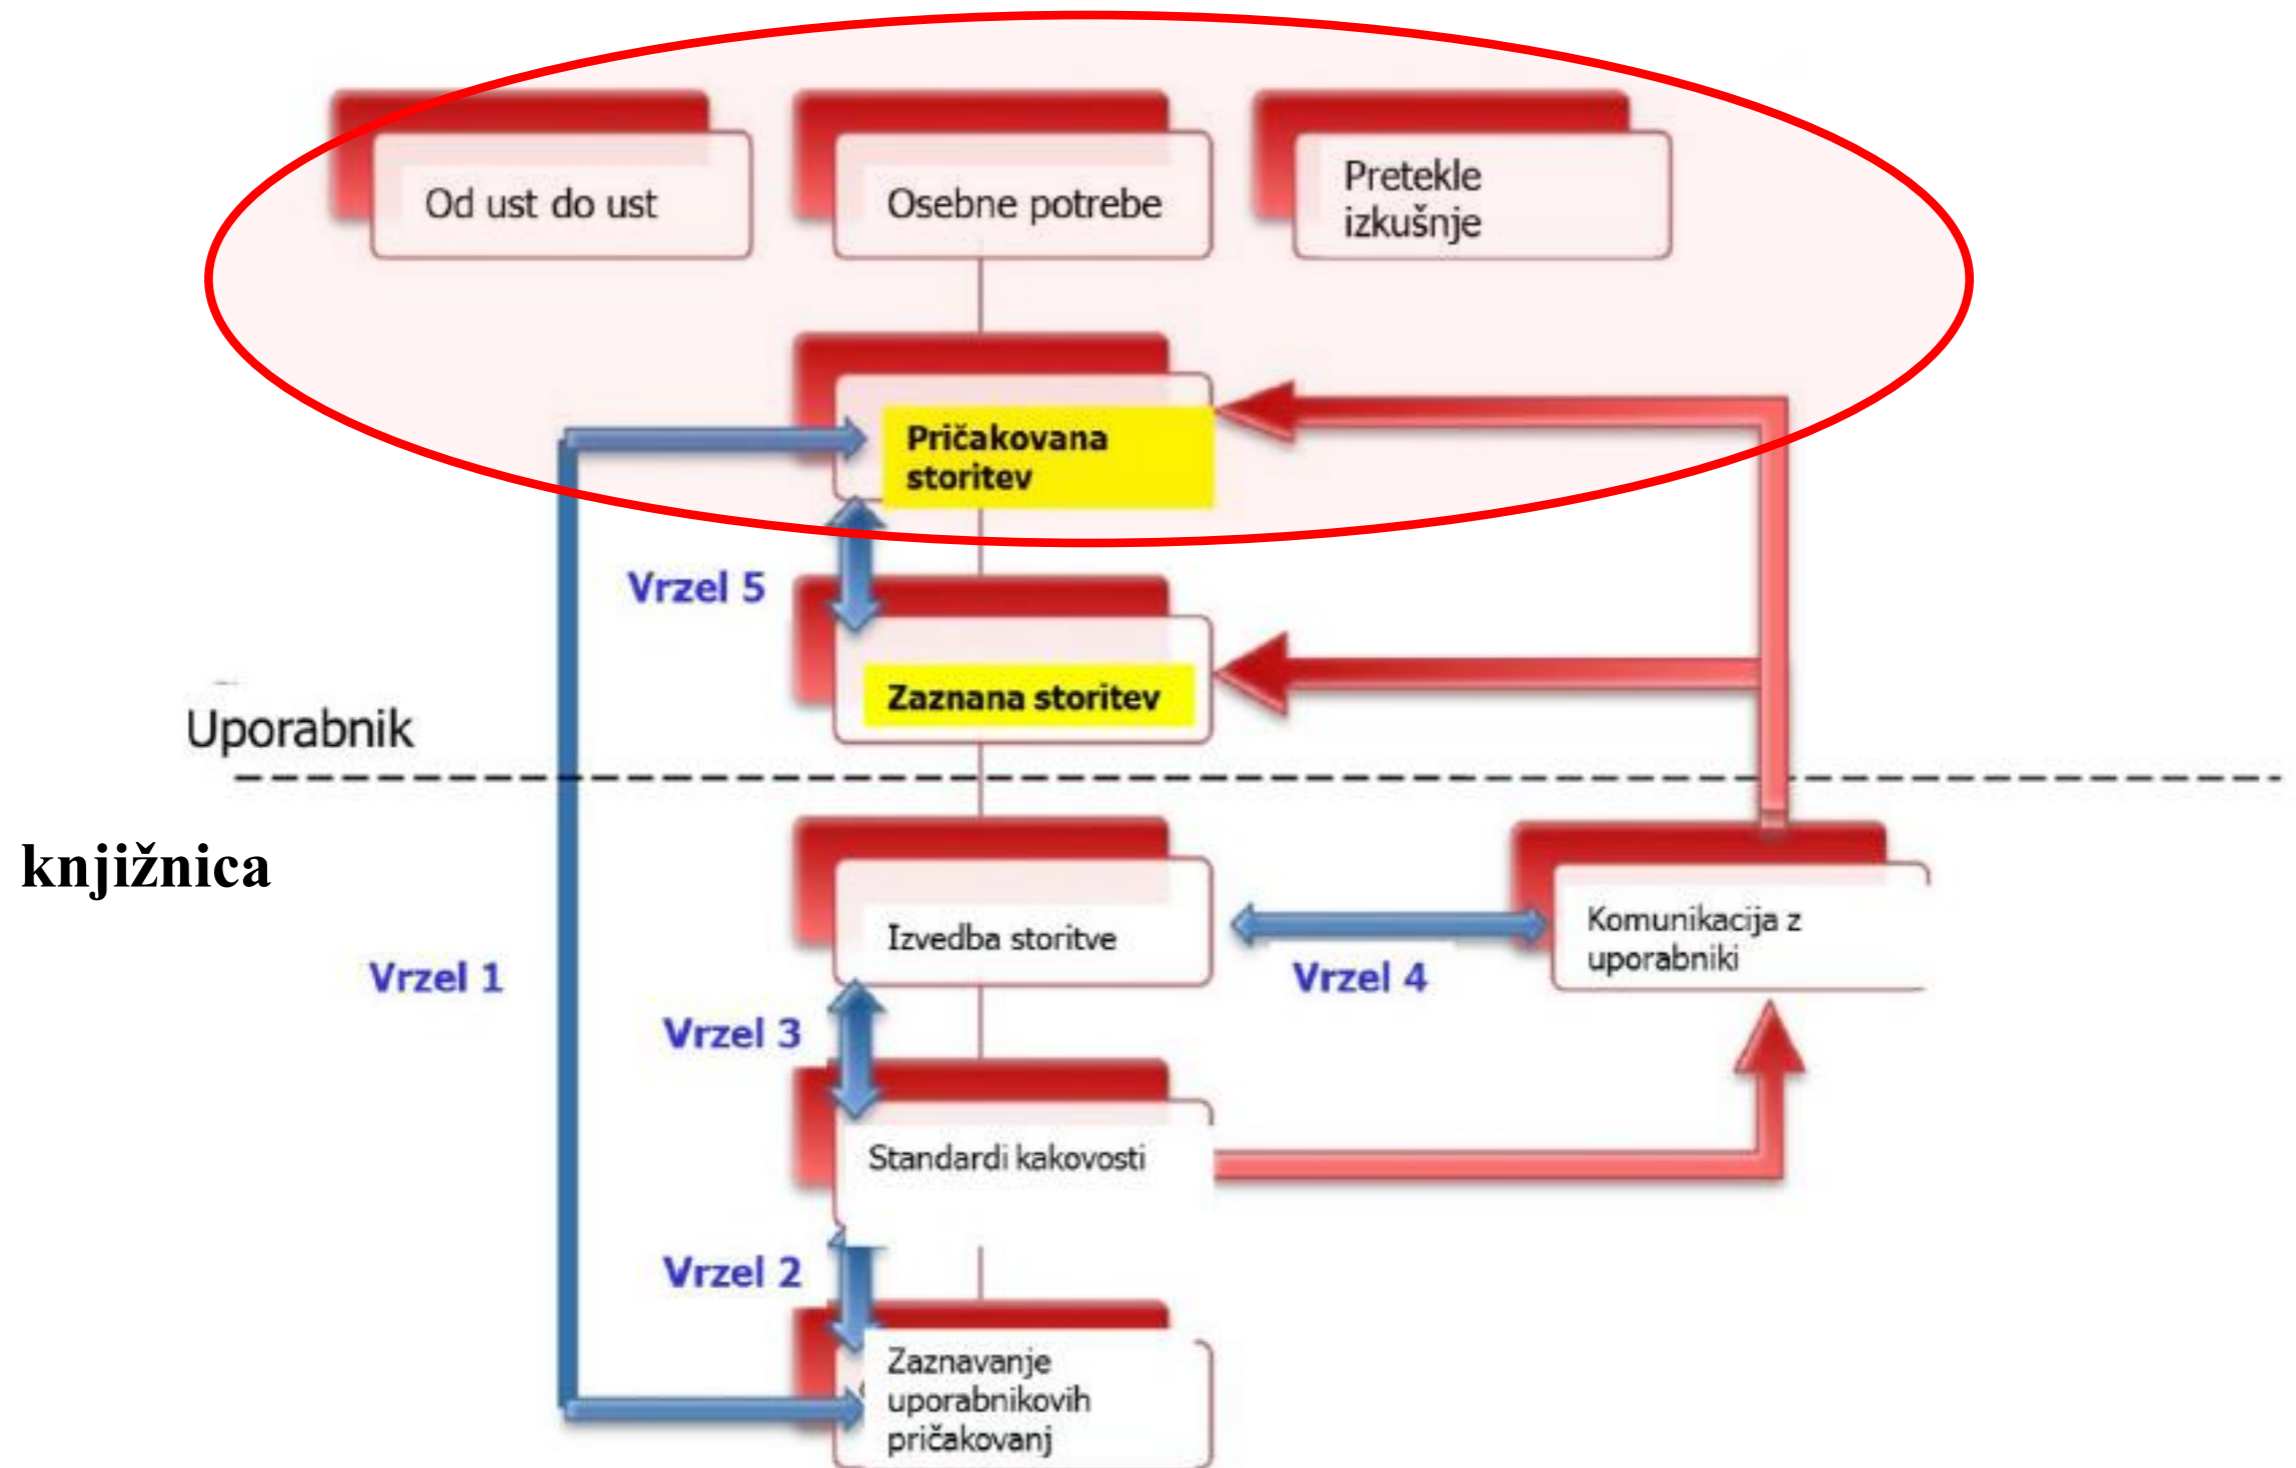 Od ust do ust
Osebne potrebe
Pretekle
izkušnje
Pričakovana
storitev
Vrzel 5
Zaznana storitev
Uporabnik
knjižnica
Izvedba storitve
Komunikacija z
uporabniki
Vrzel 1
Vrzel 4
Vrzel 3
Standardi kakovosti
Vrzel 2
Zaznavanje
uporabnikovih
pričakovanj